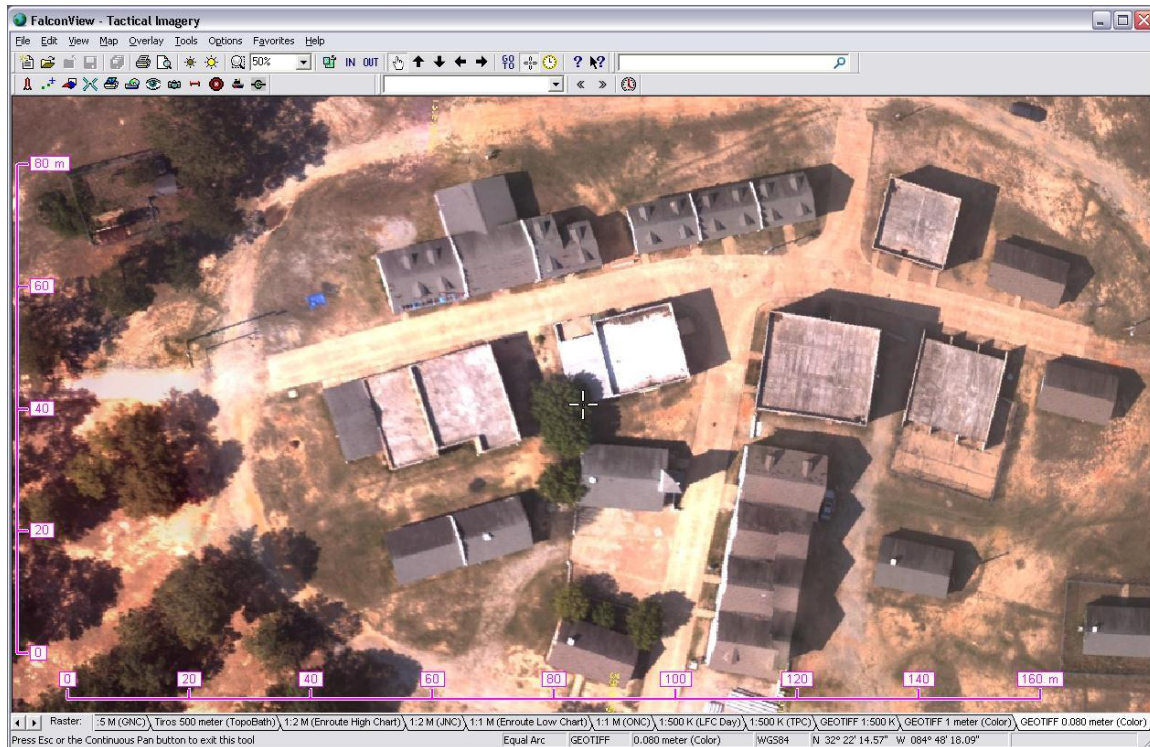 FalconView - Tactical Imagery
File Edit View Map Overlay Tools Options Favorites Help
50% IN OUT GO TO ? ?
« »
80 m
60
40
20
0
0 20 40 60 80 100 120 140 160 m
Raster: :5 M (GNC) Tiros 500 meter (TopoBath) 1:2 M (Enroute High Chart) 1:2 M (JNC) 1:1 M (Enroute Low Chart) 1:1 M (ONC) 1:500 K (LFC Day) 1:500 K (TPC) GEOTIFF 1:500 K GEOTIFF 1 meter (Color) GEOTIFF 0.080 meter (Color)
Press Esc or the Continuous Pan button to exit this tool Equal Arc GEOTIFF 0.080 meter (Color) WGS84 N 32° 22' 14.57" W 084° 48' 18.09"